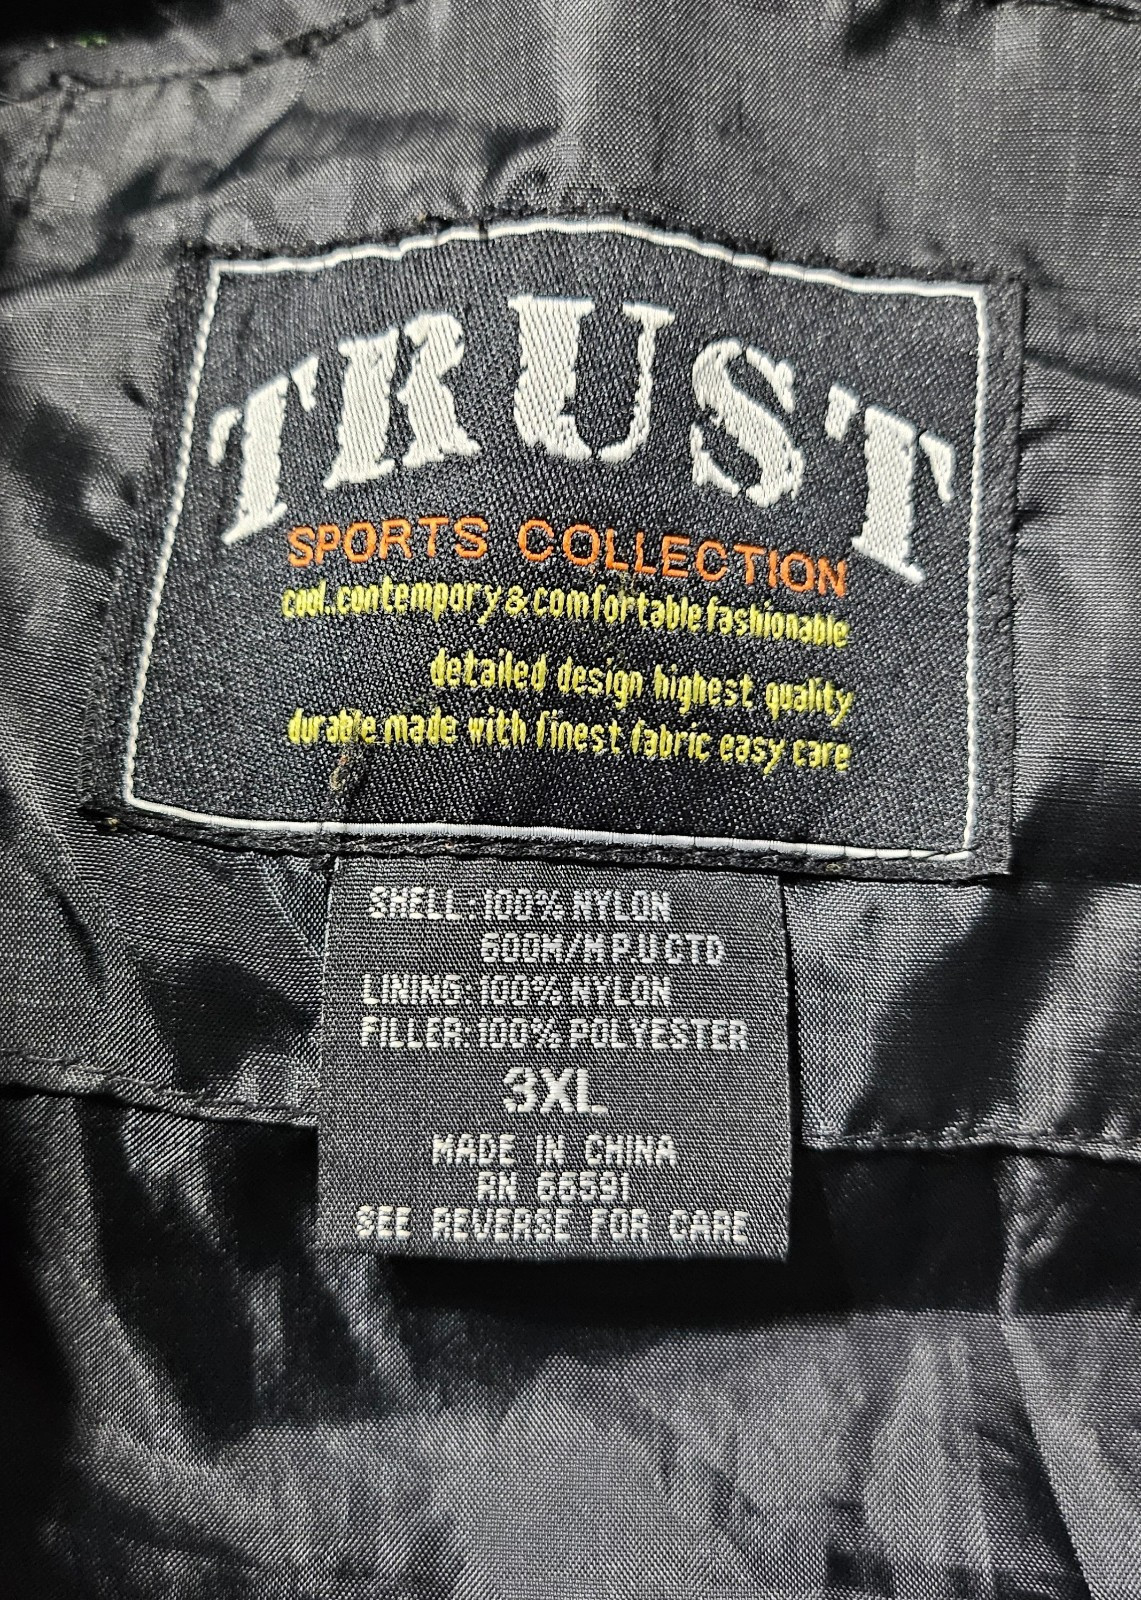 TRUST
SPORTS COLLECTION
cool..contempory & comfortable fashionable
detailed design highest quality
durable made with finest fabric easy care
SHELL: 100% NYLON
600M/M P.U CTD
LINING: 100% NYLON
FILLER: 100% POLYESTER
3XL
MADE IN CHINA
RN 66591
SEE REVERSE FOR CARE